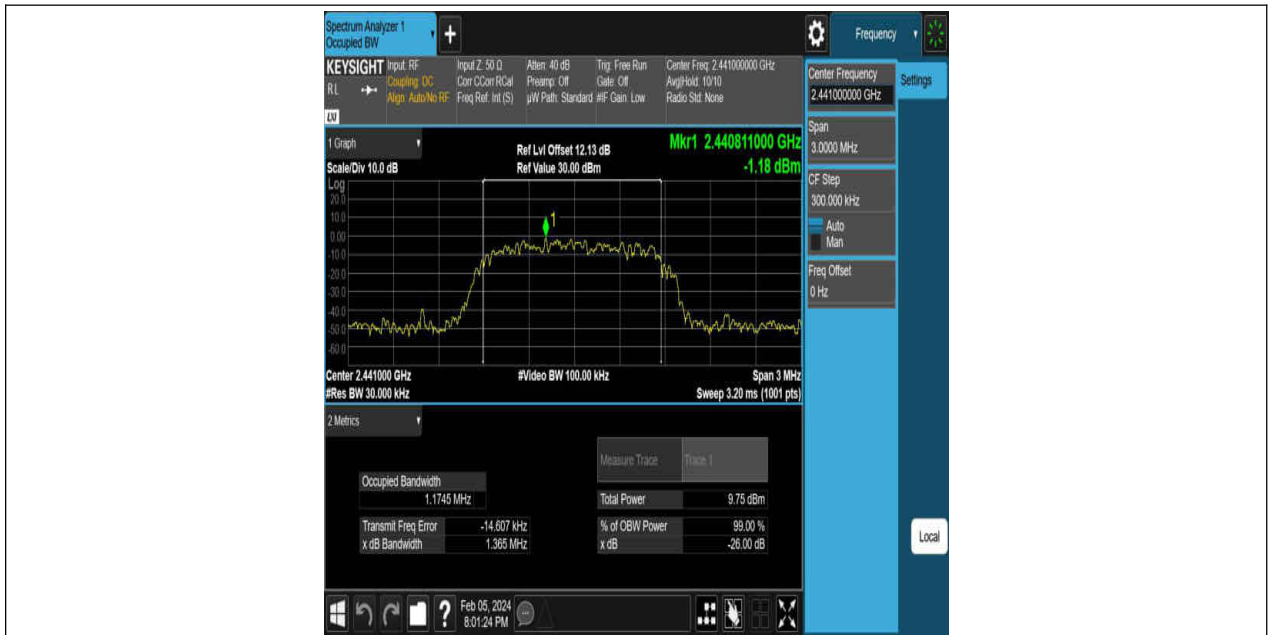 Spectrum Analyzer 1
Occupied BW
+
Frequency
KEYSIGHT
RL
LXI
Input: RF
Coupling: DC
Align: Auto/No RF
Input Z: 50 Ω
Corr CCorr RCal
Freq Ref: Int (S)
Atten: 40 dB
Preamp: Off
µW Path: Standard
Trig: Free Run
Gate: Off
#IF Gain: Low
Center Freq: 2.441000000 GHz
Avg|Hold: 10/10
Radio Std: None
Center Frequency
2.441000000 GHz
Settings
Span
3.0000 MHz
CF Step
300.000 kHz
Auto
Man
Freq Offset
0 Hz
Local
1 Graph
Scale/Div 10.0 dB
Ref Lvl Offset 12.13 dB
Ref Value 30.00 dBm
Mkr1 2.440811000 GHz
-1.18 dBm
Log
20.0
10.0
0.00
-10.0
-20.0
-30.0
-40.0
-50.0
-60.0
1
Center 2.441000 GHz
#Video BW 100.00 kHz
Span 3 MHz
#Res BW 30.000 kHz
Sweep 3.20 ms (1001 pts)
2 Metrics
Measure Trace
Trace 1
Occupied Bandwidth
1.1745 MHz
Total Power
9.75 dBm
Transmit Freq Error
-14.607 kHz
% of OBW Power
99.00 %
x dB Bandwidth
1.365 MHz
x dB
-26.00 dB
?
Feb 05, 2024
8:01:24 PM